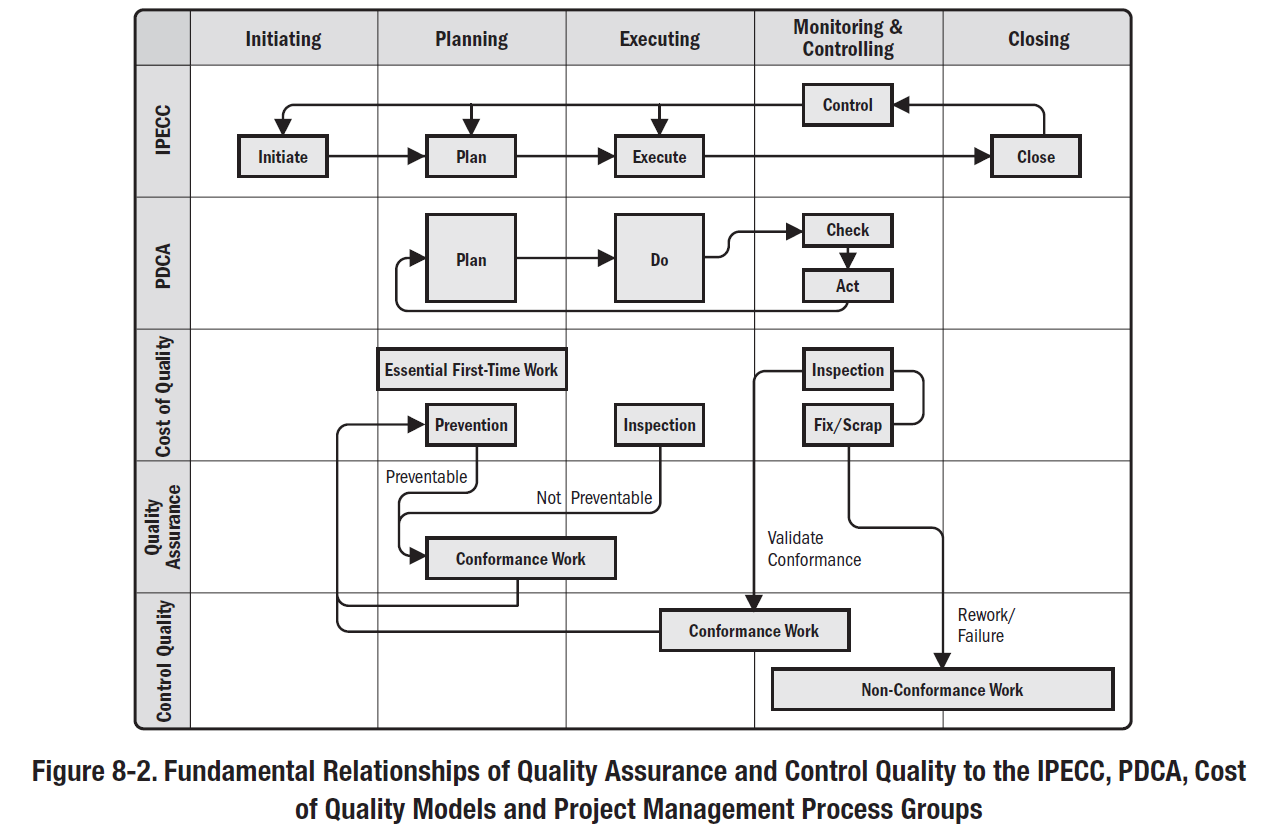 Initiating
Planning
Executing
Monitoring &
Controlling
Closing
IPECC
Control
Initiate
Plan
Execute
Close
PDCA
Plan
Do
Check
Act
Cost of Quality
Essential First-Time Work
Inspection
Prevention
Inspection
Fix/Scrap
Quality
Assurance
Preventable
Not Preventable
Validate
Conformance
Conformance Work
Control Quality
Conformance Work
Rework/
Failure
Non-Conformance Work
Figure 8-2. Fundamental Relationships of Quality Assurance and Control Quality to the IPECC, PDCA, Cost
of Quality Models and Project Management Process Groups